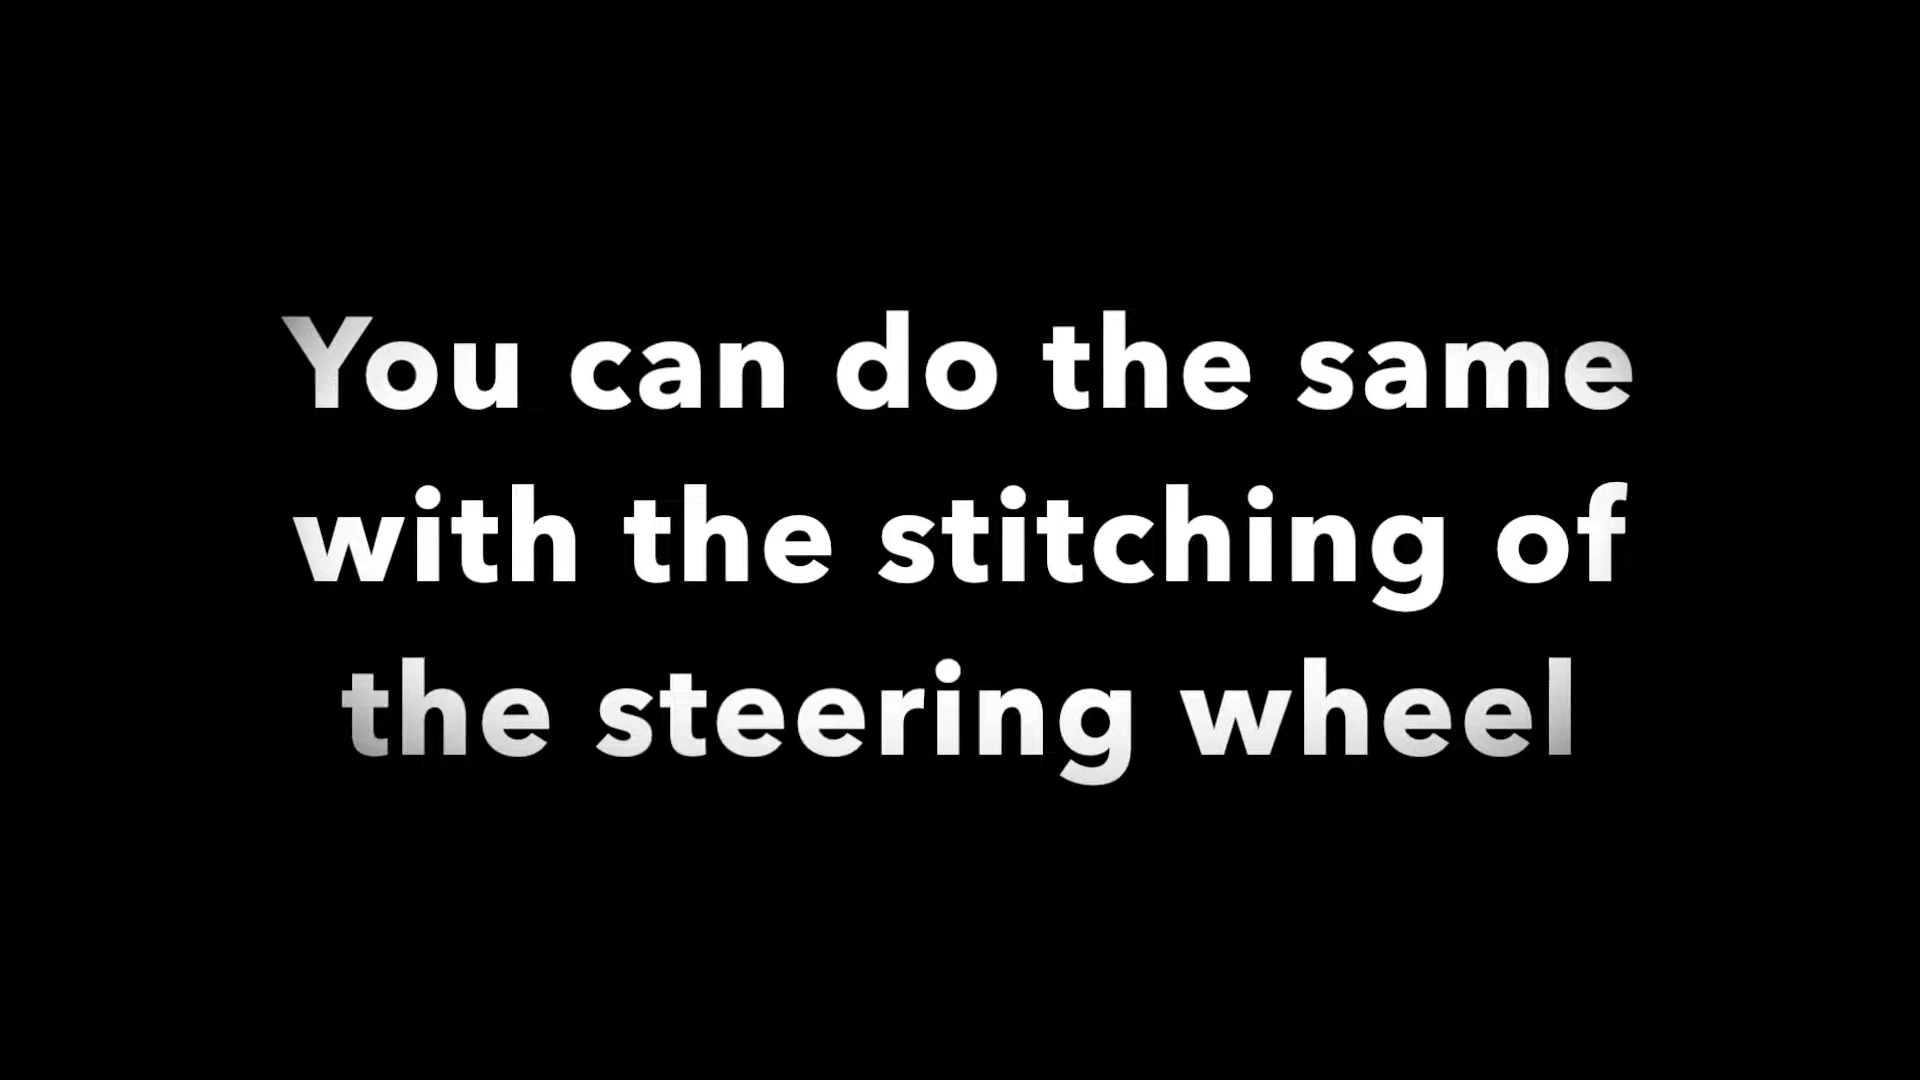 You can do the same
with the stitching of
the steering wheel